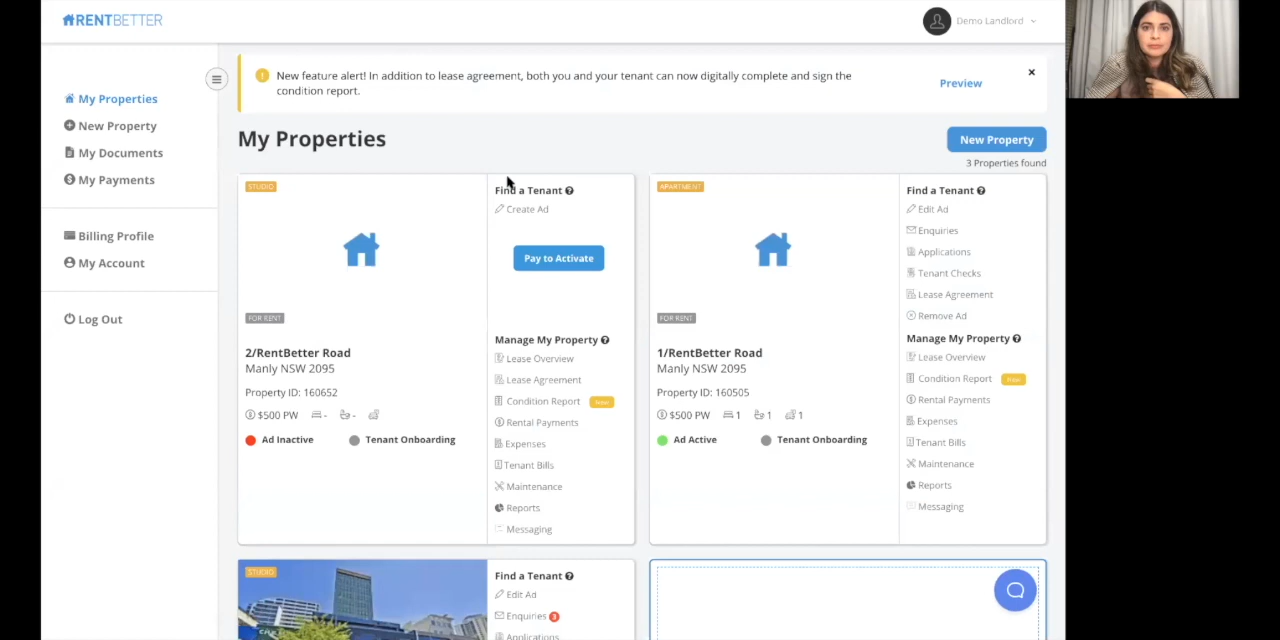 RENTBETTER
Demo Landlord
My Properties
New Property
My Documents
My Payments
Billing Profile
My Account
Log Out
New feature alert! In addition to lease agreement, both you and your tenant can now digitally complete and sign the
condition report.
Preview
My Properties
New Property
3 Properties found
STUDIO
FOR RENT
2/RentBetter Road
Manly NSW 2095
Property ID: 160652
$500 PW - -
Ad Inactive Tenant Onboarding
Find a Tenant
Create Ad
Pay to Activate
Manage My Property
Lease Overview
Lease Agreement
Condition Report New
Rental Payments
Expenses
Tenant Bills
Maintenance
Reports
Messaging
APARTMENT
FOR RENT
1/RentBetter Road
Manly NSW 2095
Property ID: 160505
$500 PW 1 1 1
Ad Active Tenant Onboarding
Find a Tenant
Edit Ad
Enquiries
Applications
Tenant Checks
Lease Agreement
Remove Ad
Manage My Property
Lease Overview
Condition Report New
Rental Payments
Expenses
Tenant Bills
Maintenance
Reports
Messaging
STUDIO
Find a Tenant
Edit Ad
Enquiries 3
Applications